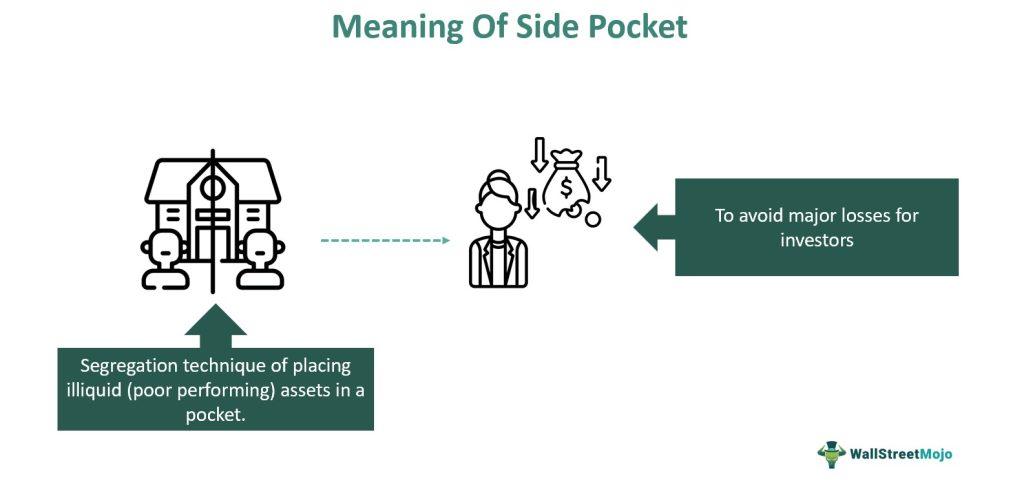 Meaning Of Side Pocket
$
To avoid major losses for
investors
Segregation technique of placing
illiquid (poor performing) assets in a
pocket.
WallStreetMojo